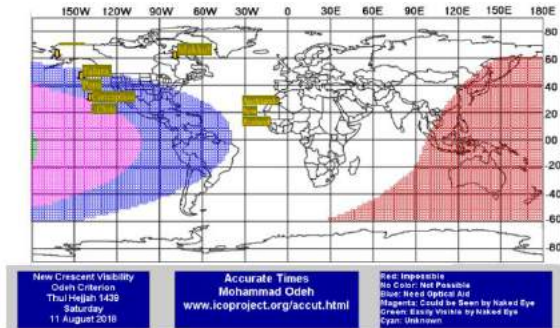 150W 120W 90W 60W 30W 0 30E 60E 90E 120E 150E 180E
80
60
40
20
00
-20
-40
-60
-80
New Crescent Visibility
Odeh Criterion
Thul Hejjah 1439
Saturday
11 August 2018
Accurate Times
Mohammad Odeh
www.icoproject.org/accut.html
Red: Impossible
No Color: Not Possible
Blue: Need Optical Aid
Magenta: Could be Seen by Naked Eye
Green: Easily Visible by Naked Eye
Cyan: Unknown